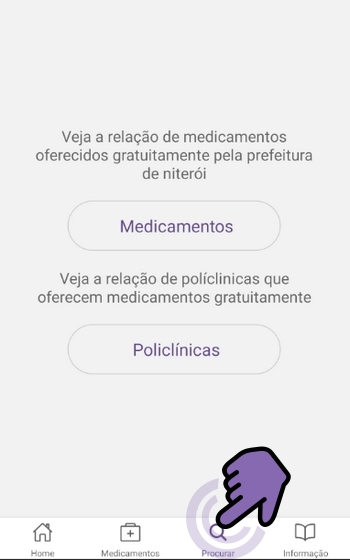 Veja a relação de medicamentos
oferecidos gratuitamente pela prefeitura
de niterói
Medicamentos
Veja a relação de políclinicas que
oferecem medicamentos gratuitamente
Policlínicas
Home
Medicamentos
Procurar
Informação